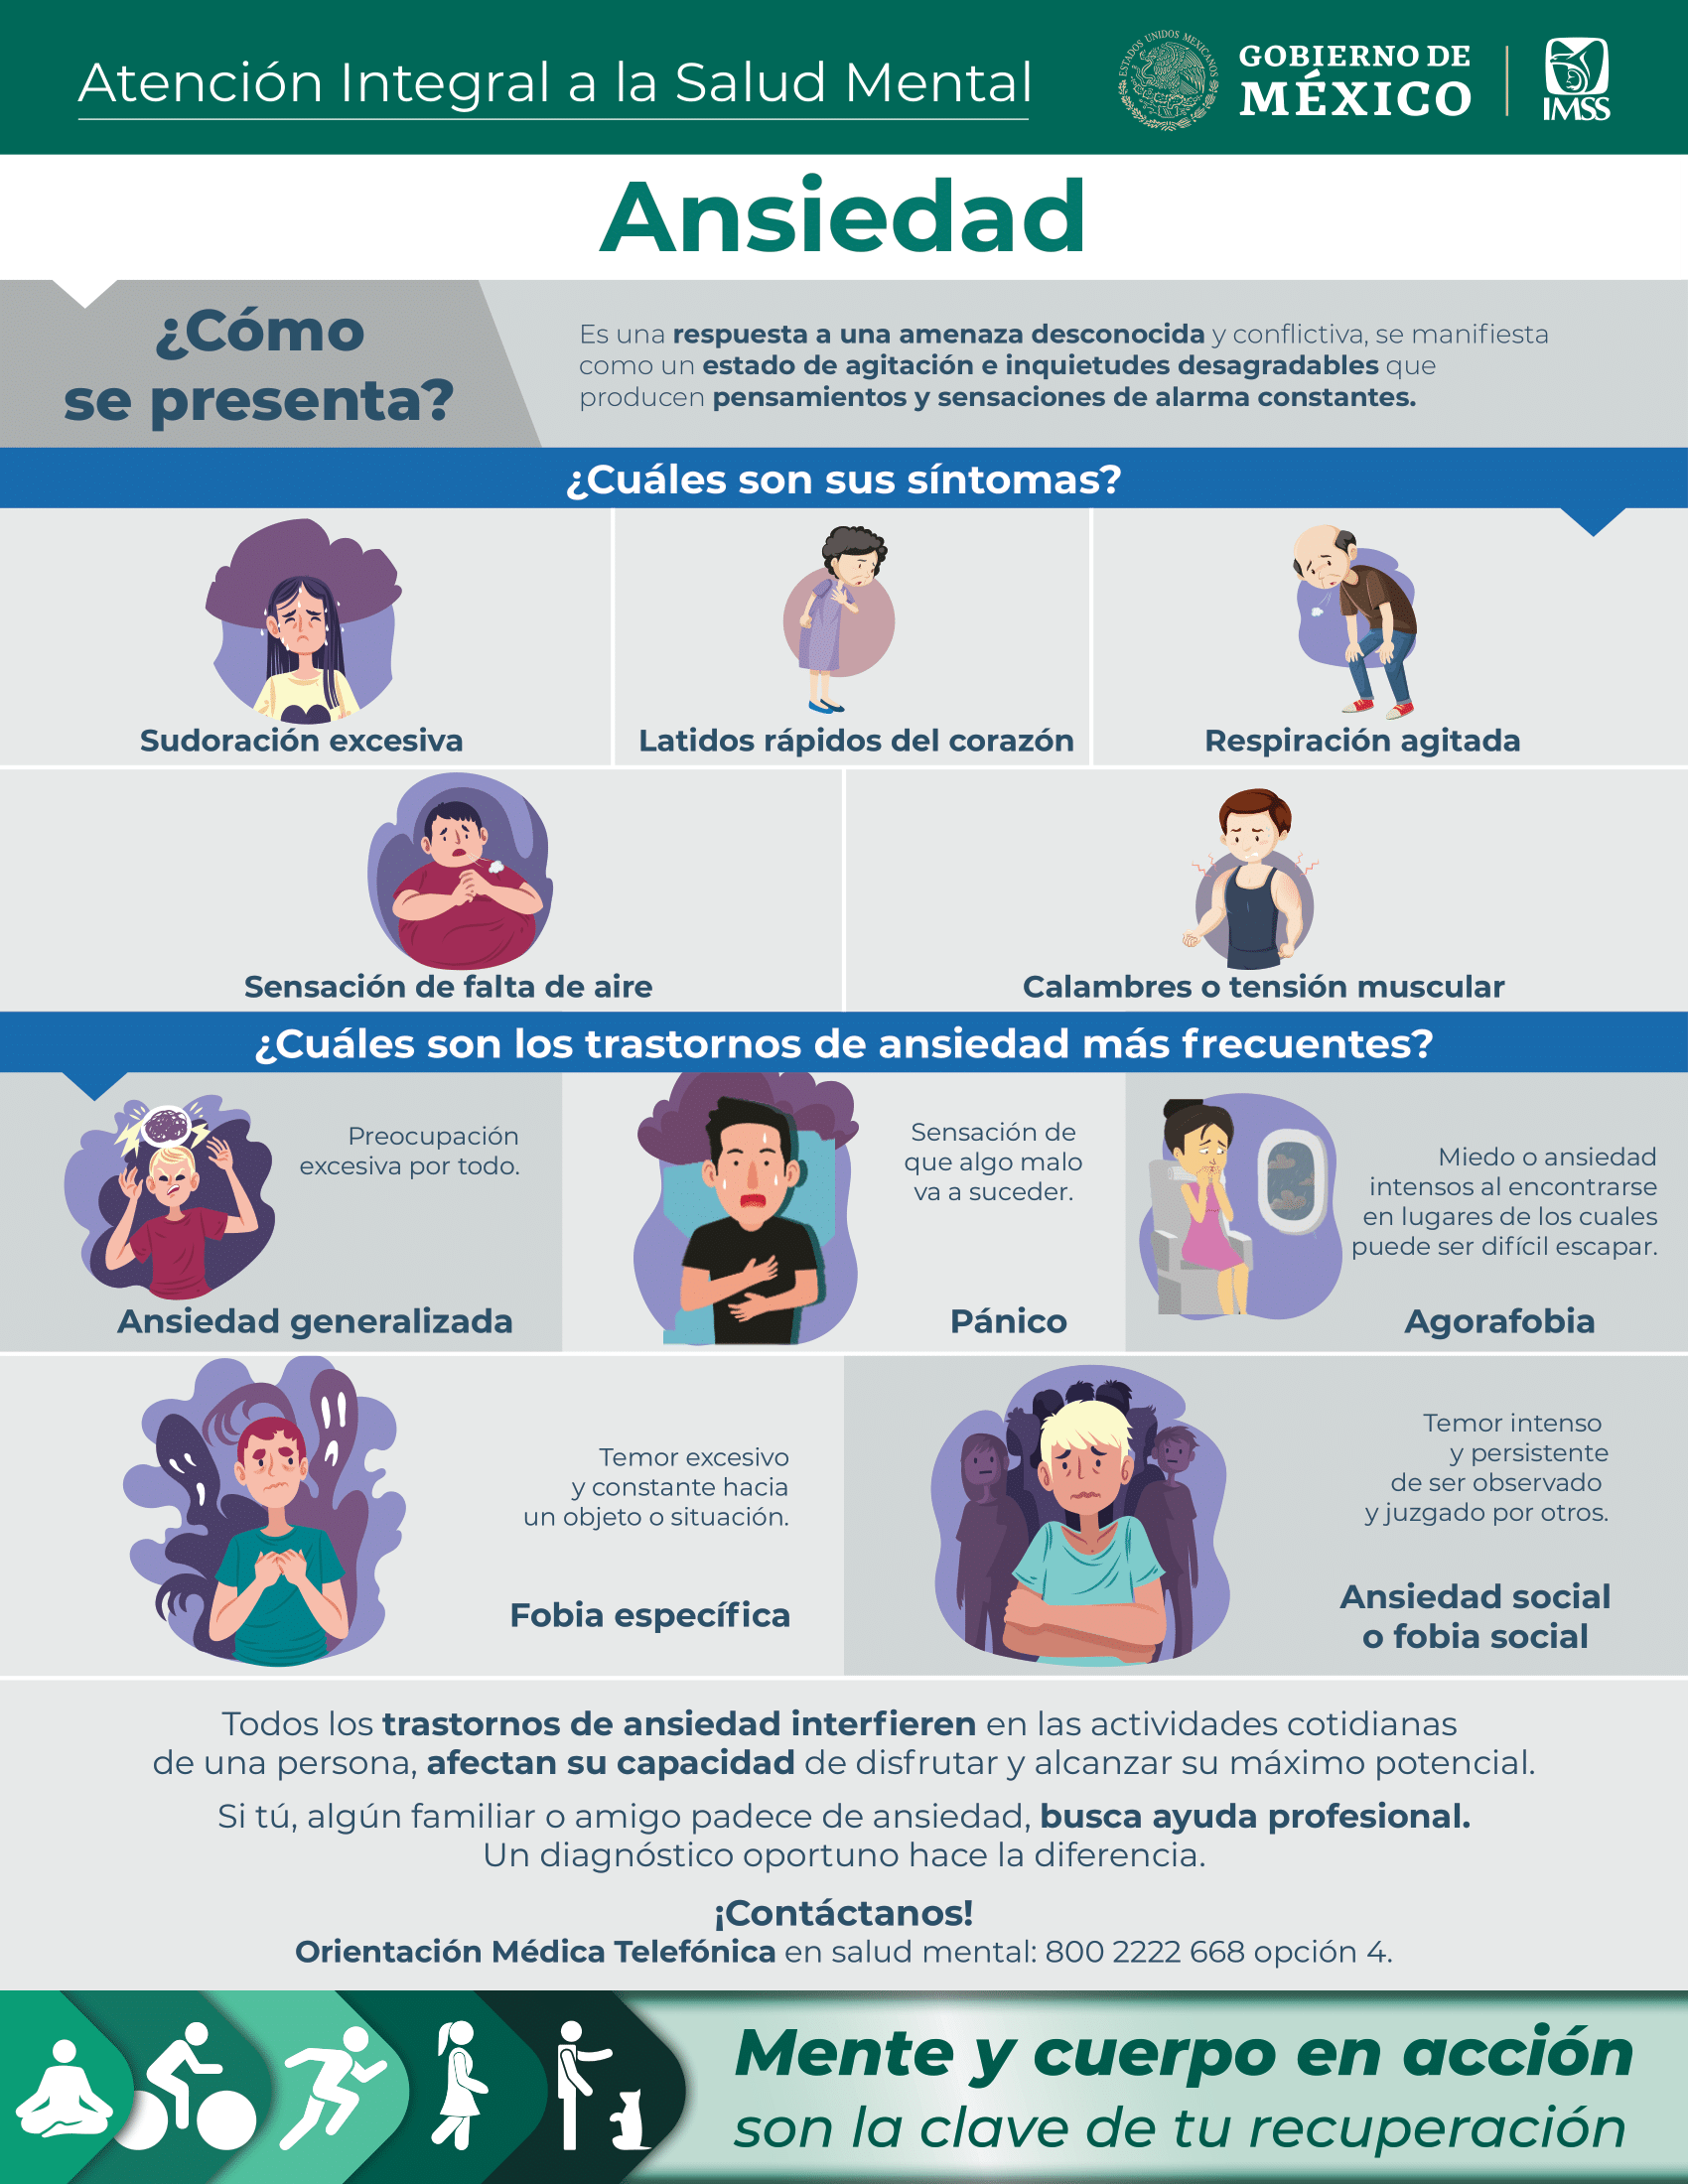 Atención Integral a la Salud Mental
ESTADOS UNIDOS MEXICANOS
GOBIERNO DE
MÉXICO
IMSS
Ansiedad
¿Cómo
se presenta?
Es una respuesta a una amenaza desconocida y conflictiva, se manifiesta
como un estado de agitación e inquietudes desagradables que
producen pensamientos y sensaciones de alarma constantes.
¿Cuáles son sus síntomas?
Sudoración excesiva
Latidos rápidos del corazón
Respiración agitada
Sensación de falta de aire
Calambres o tensión muscular
¿Cuáles son los trastornos de ansiedad más frecuentes?
Preocupación
excesiva por todo.
Ansiedad generalizada
Sensación de
que algo malo
va a suceder.
Pánico
Miedo o ansiedad
intensos al encontrarse
en lugares de los cuales
puede ser difícil escapar.
Agorafobia
Temor excesivo
y constante hacia
un objeto o situación.
Fobia específica
Temor intenso
y persistente
de ser observado
y juzgado por otros.
Ansiedad social
o fobia social
Todos los trastornos de ansiedad interfieren en las actividades cotidianas
de una persona, afectan su capacidad de disfrutar y alcanzar su máximo potencial.
Si tú, algún familiar o amigo padece de ansiedad, busca ayuda profesional.
Un diagnóstico oportuno hace la diferencia.
¡Contáctanos!
Orientación Médica Telefónica en salud mental: 800 2222 668 opción 4.
Mente y cuerpo en acción
son la clave de tu recuperación